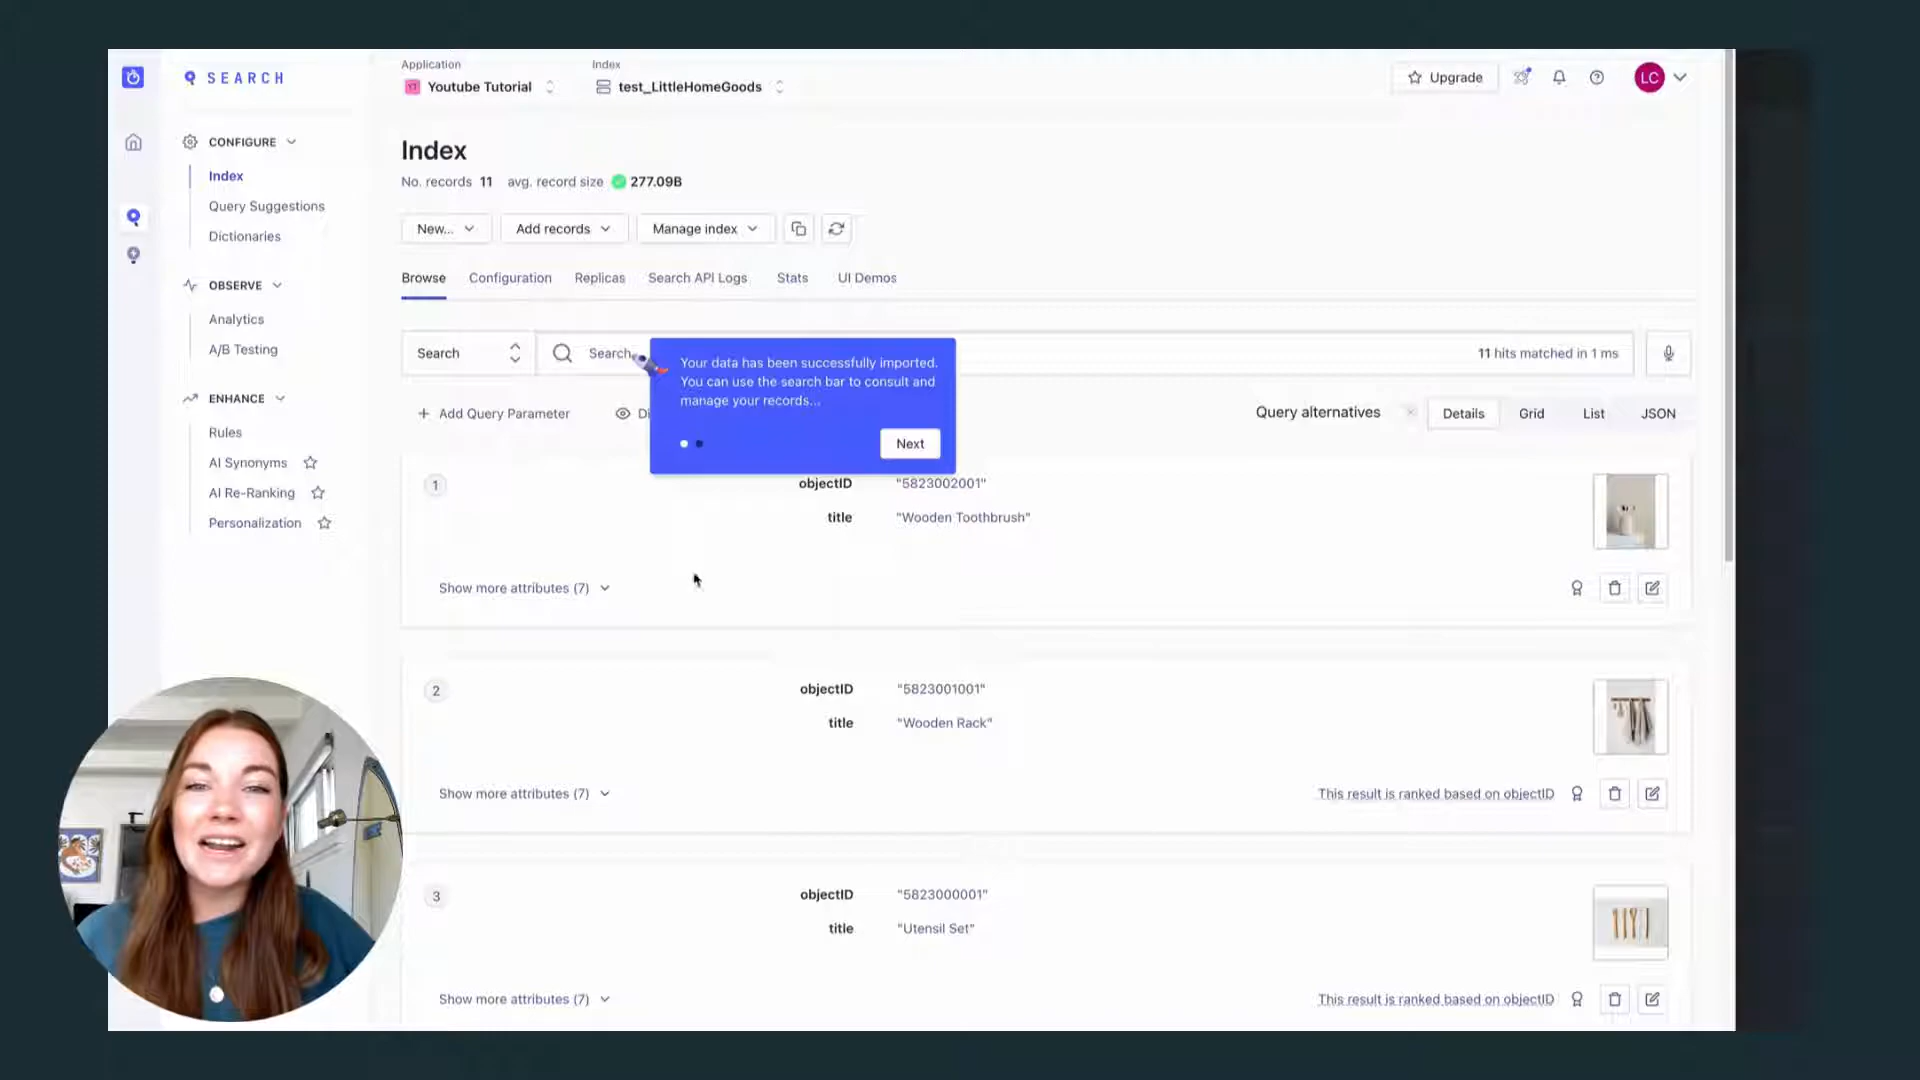 SEARCH
CONFIGURE
Index
Query Suggestions
Dictionaries
OBSERVE
Analytics
A/B Testing
ENHANCE
Rules
AI Synonyms
AI Re-Ranking
Personalization
Application
YT Youtube Tutorial
Index
test_LittleHomeGoods
Upgrade
LC
Index
No. records 11 avg. record size 277.09B
New...
Add records
Manage index
Browse
Configuration
Replicas
Search API Logs
Stats
UI Demos
Search
Search
11 hits matched in 1 ms
Your data has been successfully imported.
You can use the search bar to consult and
manage your records...
Next
Add Query Parameter
Di
Query alternatives
Details
Grid
List
JSON
1
objectID "5823002001"
title "Wooden Toothbrush"
Show more attributes (7)
2
objectID "5823001001"
title "Wooden Rack"
Show more attributes (7)
This result is ranked based on objectID
3
objectID "5823000001"
title "Utensil Set"
Show more attributes (7)
This result is ranked based on objectID